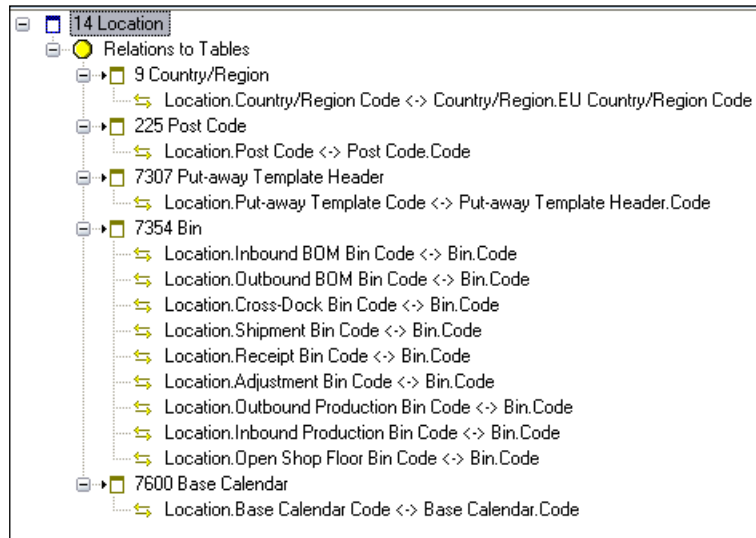 14 Location
Relations to Tables
9 Country/Region
Location.Country/Region Code <-> Country/Region.EU Country/Region Code
225 Post Code
Location.Post Code <-> Post Code.Code
7307 Put-away Template Header
Location.Put-away Template Code <-> Put-away Template Header.Code
7354 Bin
Location.Inbound BOM Bin Code <-> Bin.Code
Location.Outbound BOM Bin Code <-> Bin.Code
Location.Cross-Dock Bin Code <-> Bin.Code
Location.Shipment Bin Code <-> Bin.Code
Location.Receipt Bin Code <-> Bin.Code
Location.Adjustment Bin Code <-> Bin.Code
Location.Outbound Production Bin Code <-> Bin.Code
Location.Inbound Production Bin Code <-> Bin.Code
Location.Open Shop Floor Bin Code <-> Bin.Code
7600 Base Calendar
Location.Base Calendar Code <-> Base Calendar.Code